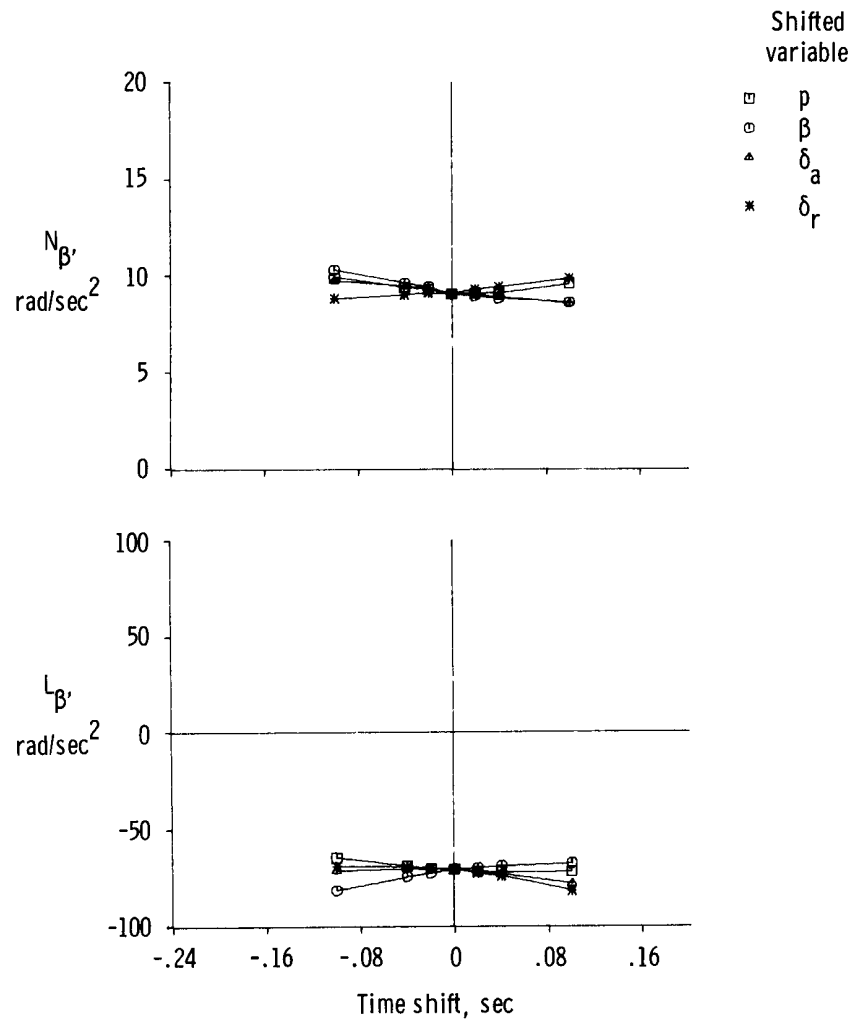 Shifted
variable
p
β
δa
δr
20
15
10
5
0
Nβ,
rad/sec2
100
50
0
-50
-100
Lβ,
rad/sec2
-.24 -.16 -.08 0 .08 .16
Time shift, sec